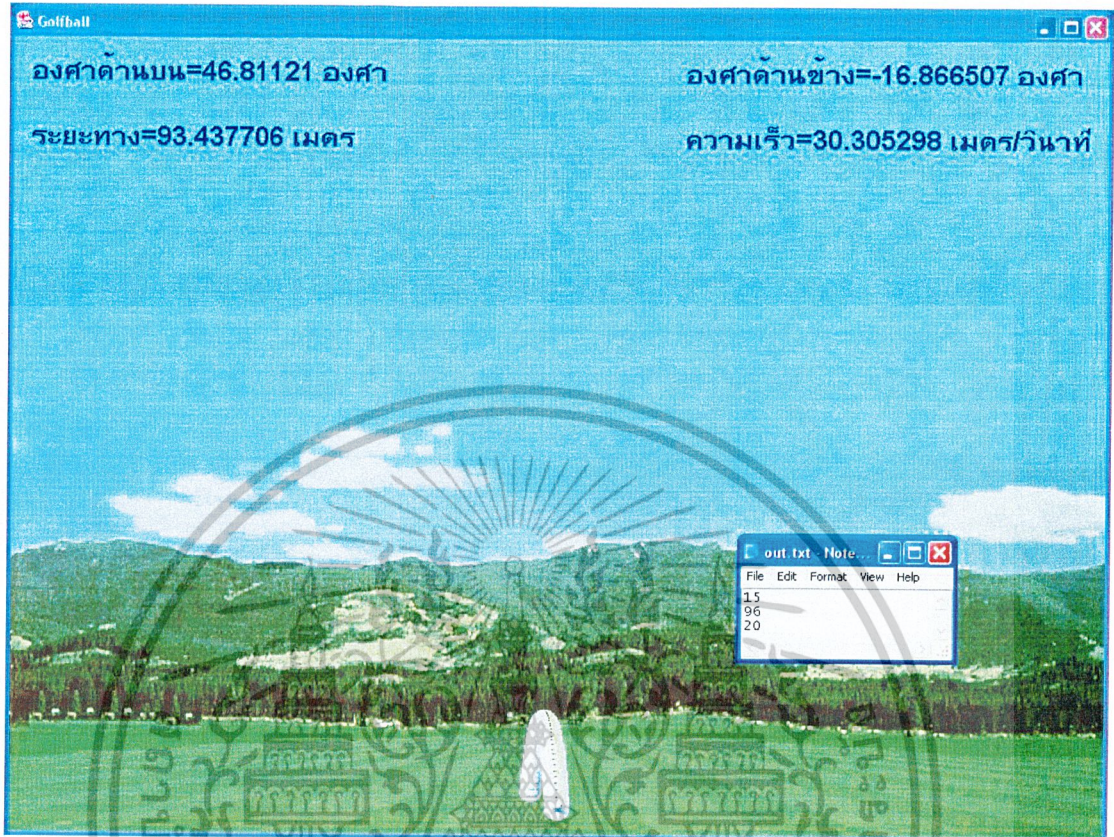 Golfball
องศาด้านบน=46.81121 องศา
องศาด้านข้าง=-16.866507 องศา
ระยะทาง=93.437706 เมตร
ความเร็ว=30.305298 เมตร/วินาที
out.txt - Note...
File Edit Format View Help
15
96
20